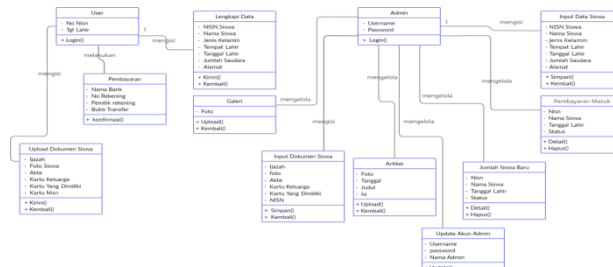 User
- No Nisn
- Tgl Lahir
+ Login()
1
mengisi
melakukan
mengisi
Lengkapi Data
- NISN Siswa
- Nama Siswa
- Jenis Kelamin
- Tempat Lahir
- Tanggal Lahir
- Jumlah Saudara
- Alamat
+ Kirim()
+ Kembali()
Pembayaran
- Nama Bank
- No Rekening
- Pemilik rekening
- Bukti Transfer
+ konfirmasi()
Upload Dokumen Siswa
- Ijazah
- Foto Siswa
- Akte
- Kartu Keluarga
- Kartu Yang Dimiliki
- Kartu Nisn
+ Kirim()
+ Kembali()
Admin
- Username
- Password
+ Login()
1
mengisi
mengelola
mengisi
mengelola
mengelola
mengelola
mengelola
Input Data Siswa
- NISN Siswa
- Nama Siswa
- Jenis Kelamin
- Tempat Lahir
- Tanggal Lahir
- Jumlah Saudara
- Alamat
+ Simpan()
+ Kembali()
Galeri
- Foto
+ Upload()
+ Kembali()
Pembayaran Masuk
- Nisn
- Nama Siswa
- Tanggal Lahir
- Status
+ Detail()
+ Hapus()
Input Dokumen Siswa
- Ijazah
- foto
- Akte
- Kartu Keluarga
- Kartu Yang Dimiliki
- NISN
+ Simpan()
+ Kembali()
Artikel
- Foto
- Tanggal
- Judul
- Isi
+ Upload()
+ Kembali()
Jumlah Siswa Baru
- Nisn
- Nama Siswa
- Tanggal Lahir
- Status
+ Detail()
+ Hapus()
Update Akun Admin
- Username
- password
- Nama Admin